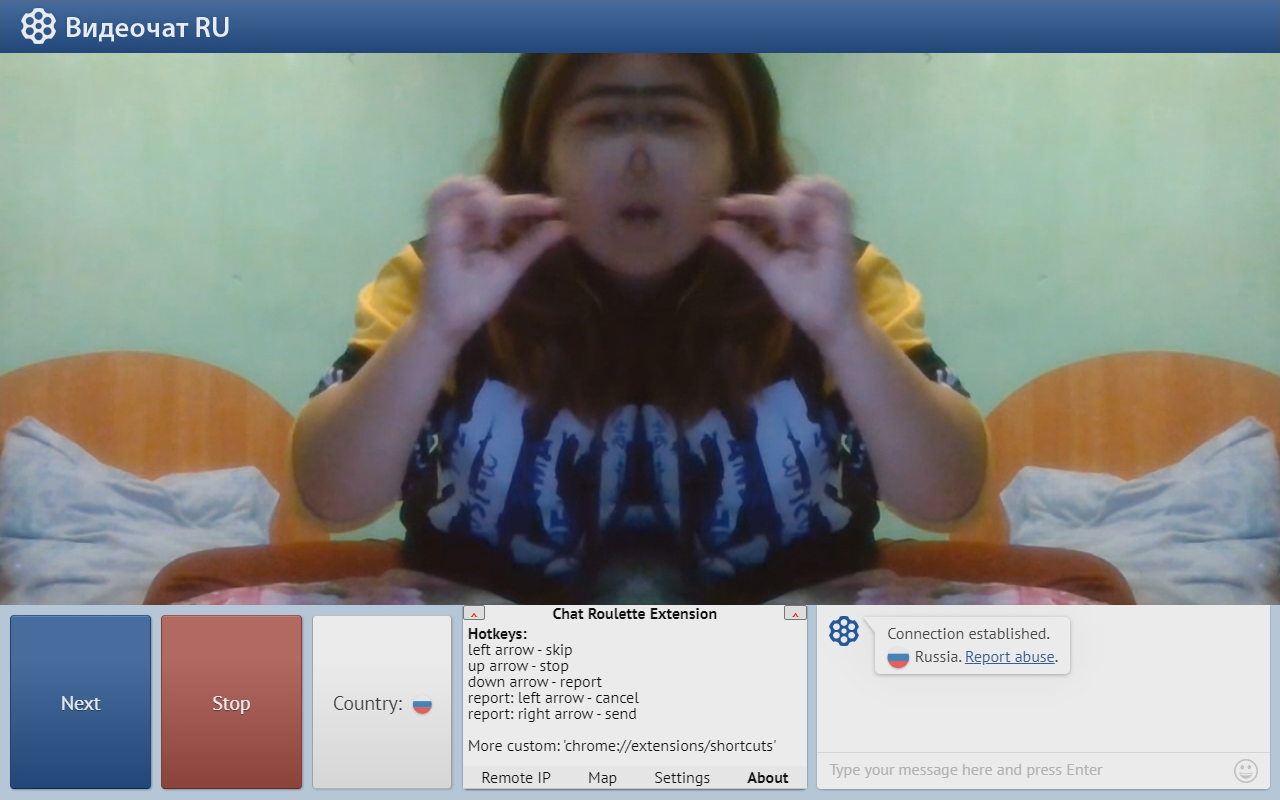 Видеочат RU
Next
Stop
Country:
Chat Roulette Extension
Hotkeys:
left arrow - skip
up arrow - stop
down arrow - report
report: left arrow - cancel
report: right arrow - send
More custom: 'chrome://extensions/shortcuts'
Remote IP
Map
Settings
About
Connection established.
Russia. Report abuse.
Type your message here and press Enter